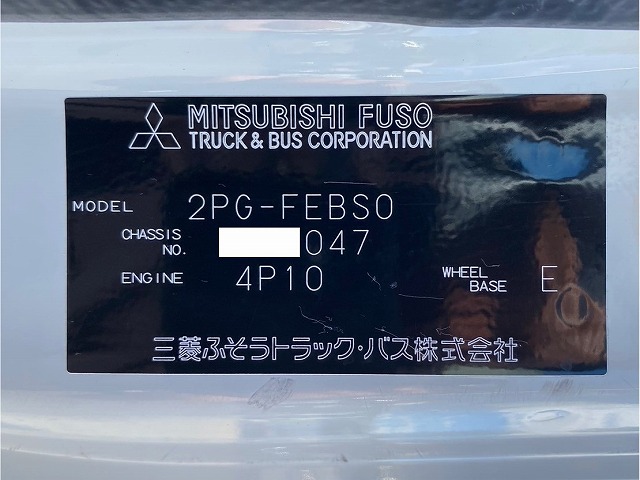 MITSUBISHI FUSO
TRUCK & BUS CORPORATION
MODEL 2PG-FEBS0
CHASSIS NO. 047
ENGINE 4P10 WHEEL BASE E
三菱ふそうトラック・バス株式会社